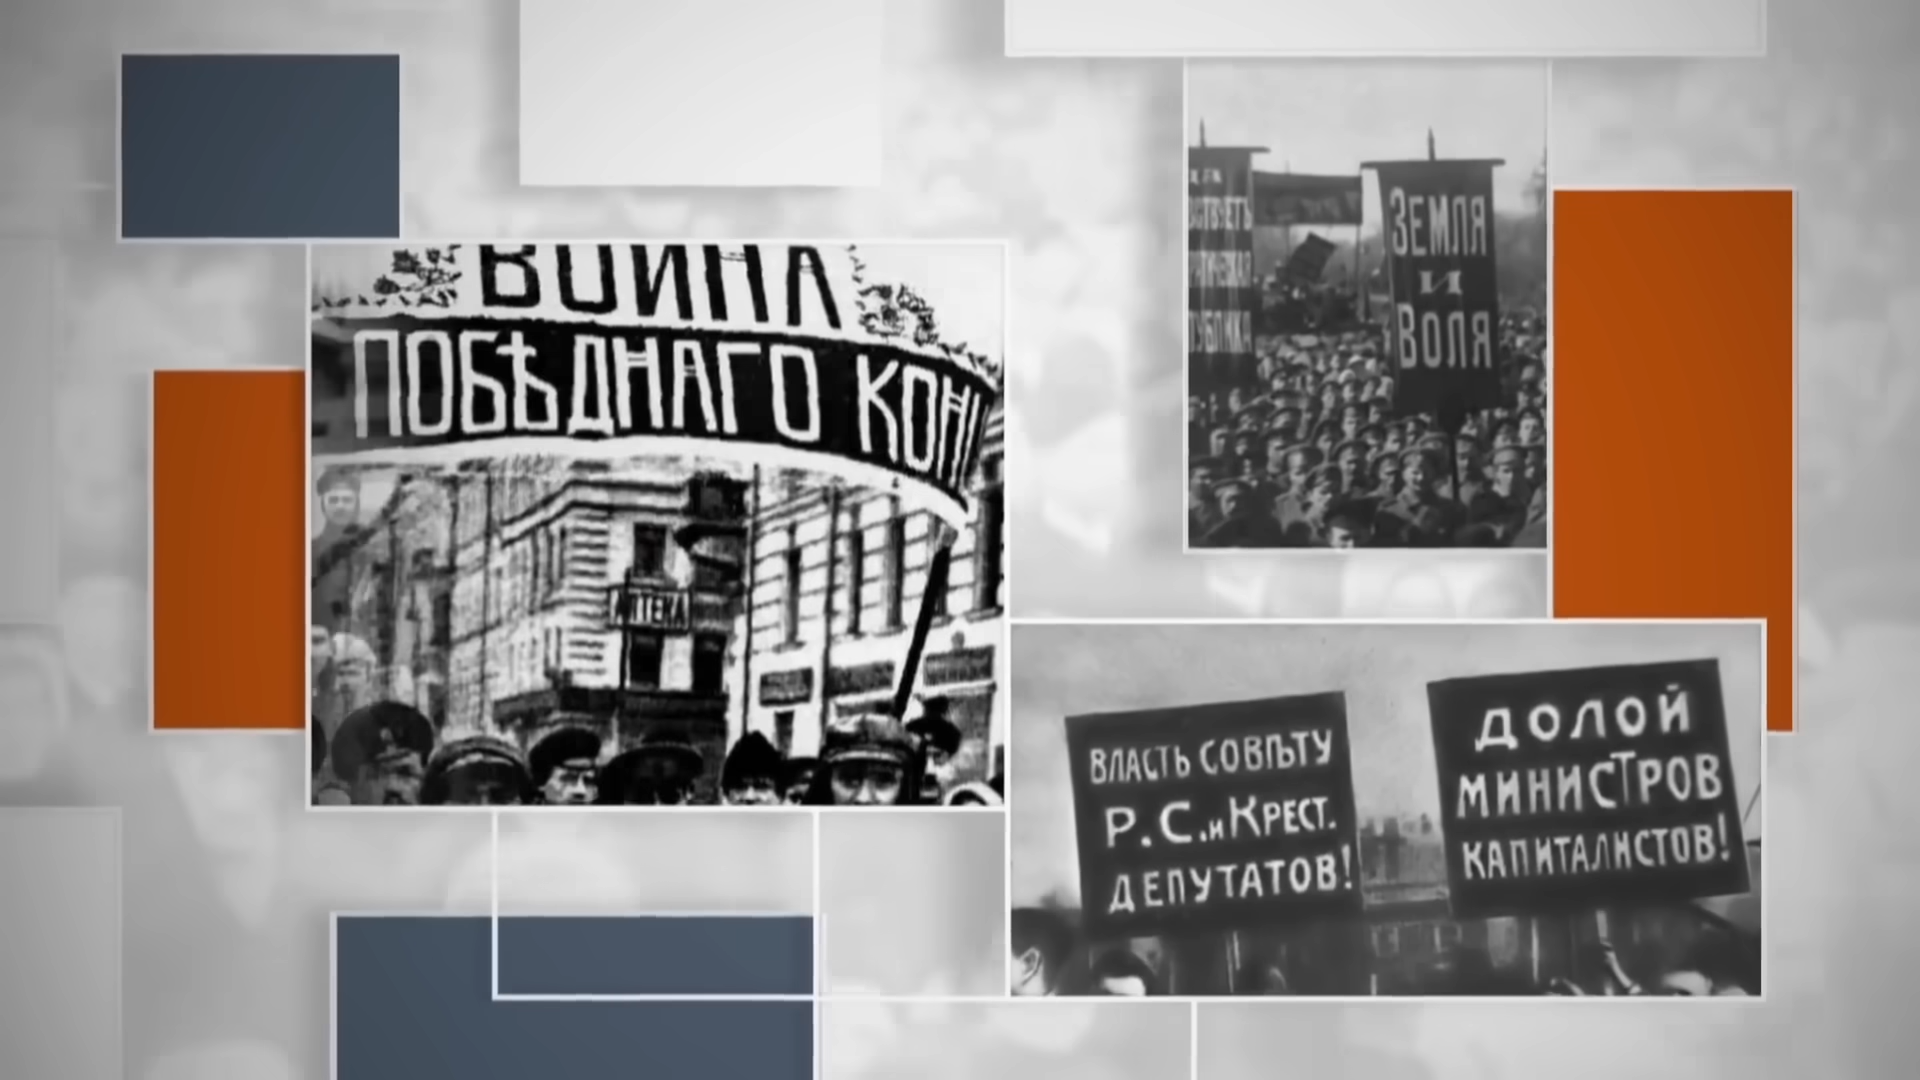 ВОЙНА
ПОБѢДНАГО КОН
АПТЕКА
ЗЕМЛЯ
И
ВОЛЯ
ВЛАСТЬ СОВѢТУ
Р.С.и КРЕСТ.
ДЕПУТАТОВ!
ДОЛОЙ
МИНИСТРОВ
КАПИТАЛИСТОВ!